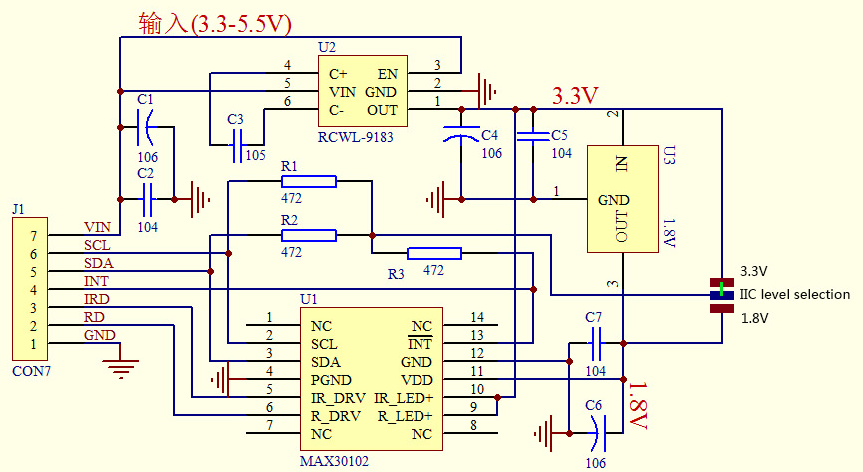 输入(3.3-5.5V)
U2
4 C+ EN 3
5 VIN GND 2
6 C- OUT 1
RCWL-9183
3.3V
C1
106
C2
104
C3
105
C4
106
C5
104
2
U3
IN
1 GND
OUT
1.8V
3
R1
472
R2
472
R3
472
J1
7 VIN
6 SCL
5 SDA
4 INT
3 IRD
2 RD
1 GND
CON7
U1
1 NC NC 14
2 SCL INT 13
3 SDA GND 12
4 PGND VDD 11
5 IR_DRV IR_LED+ 10
6 R_DRV R_LED+ 9
7 NC NC 8
MAX30102
3.3V
IIC level selection
1.8V
C7
104
1.8V
C6
106